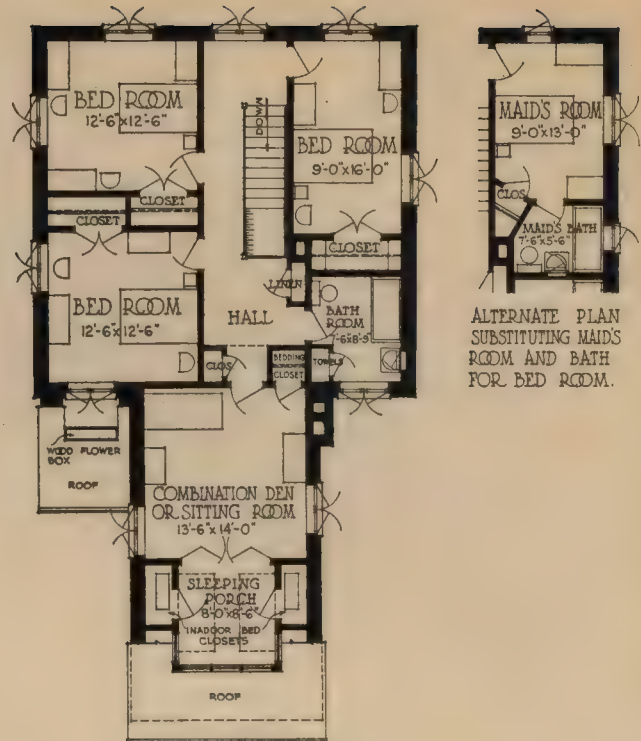 BED ROOM
12'-6"x12'-6"
DOWN
BED ROOM
9'-0"x16'-0"
CLOSET
CLOSET
CLOSET
BED ROOM
12'-6"x12'-6"
LINEN
HALL
BATH
ROOM
7'-6"x8'-9"
CLOS
BEDDING
CLOSET
TOWELS
WOOD FLOWER
BOX
ROOF
COMBINATION DEN
OR SITTING ROOM
13'-6"x14'-0"
SLEEPING
PORCH
8'-0"x8'-6"
INADOOR BED
CLOSETS
ROOF
MAID'S ROOM
9'-0"x13'-0"
CLOS
MAID'S BATH
7'-6"x5'-6"
ALTERNATE PLAN
SUBSTITUTING MAID'S
ROOM AND BATH
FOR BED ROOM.